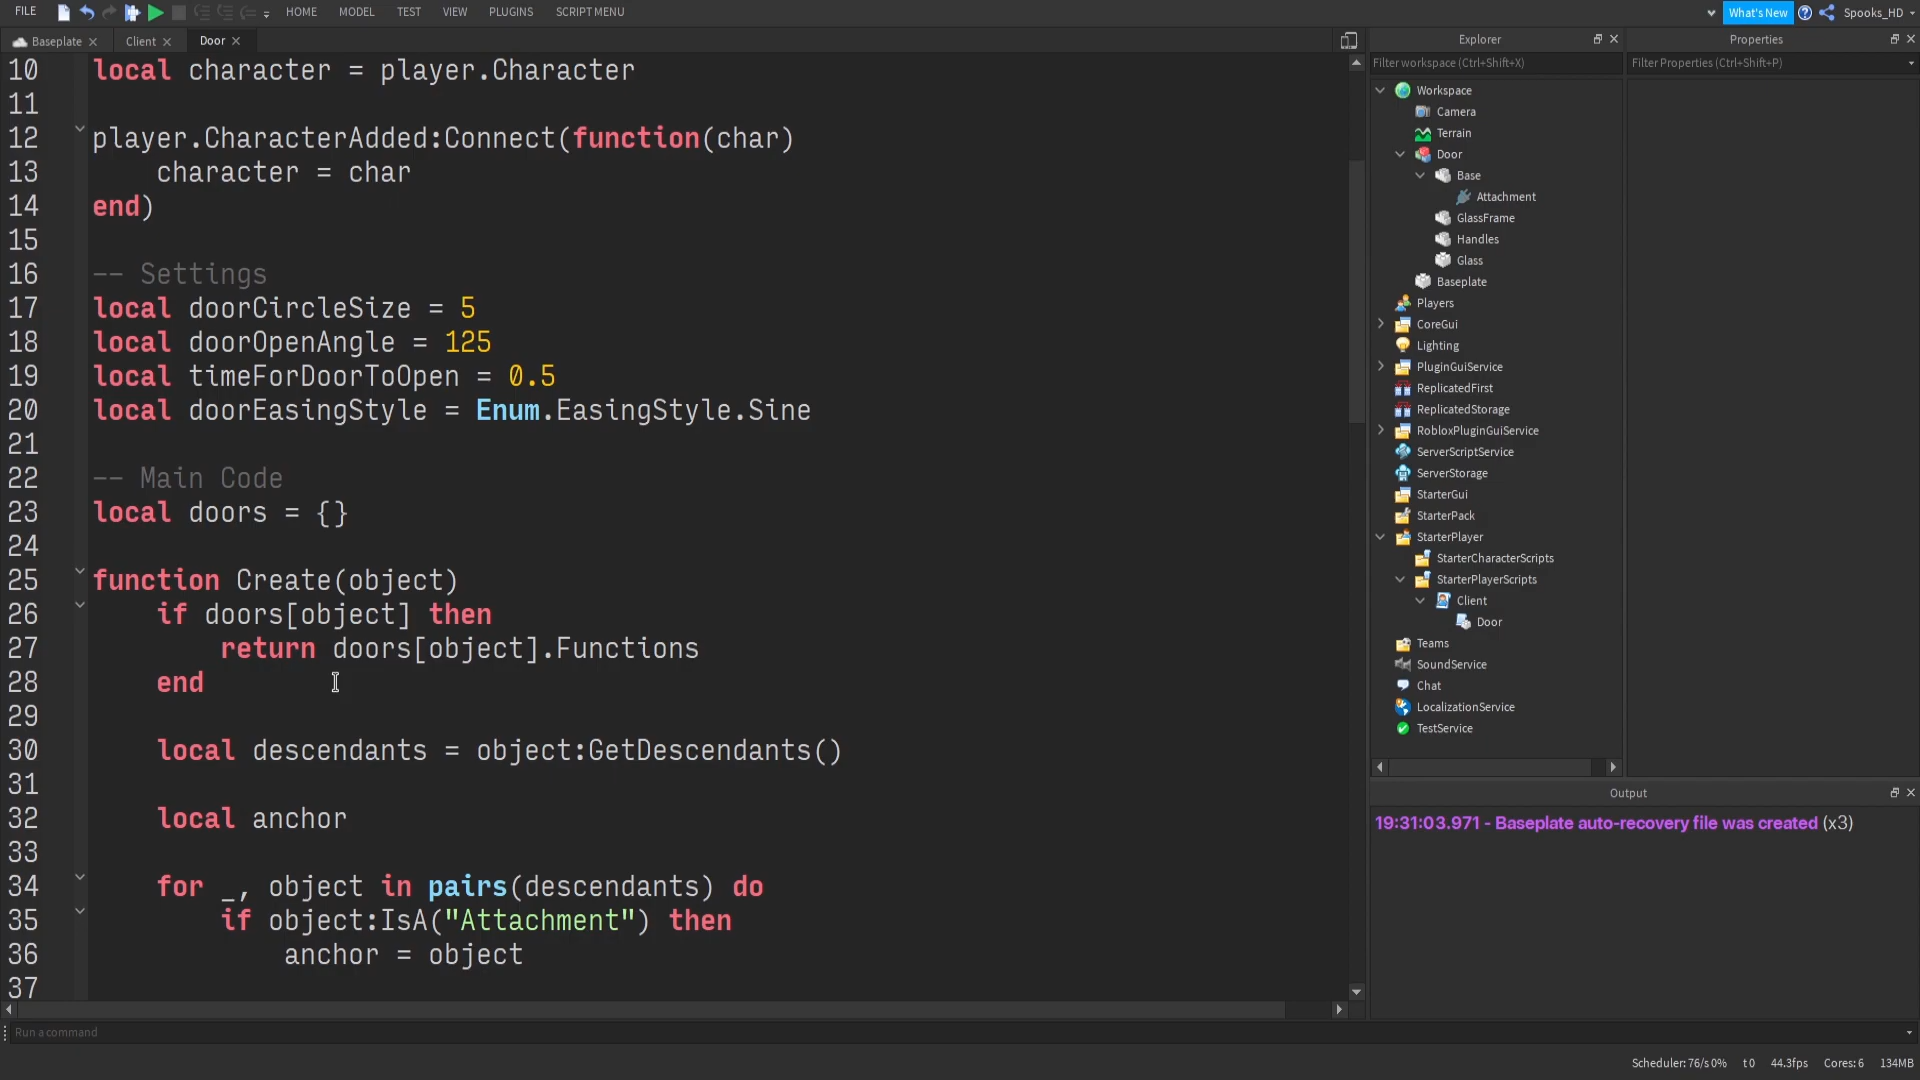 FILE
HOME
MODEL
TEST
VIEW
PLUGINS
SCRIPT MENU
What's New
Spooks_HD
Baseplate
Client
Door
10 local character = player.Character
11
12 player.CharacterAdded:Connect(function(char)
13 character = char
14 end)
15
16 -- Settings
17 local doorCircleSize = 5
18 local doorOpenAngle = 125
19 local timeForDoorToOpen = 0.5
20 local doorEasingStyle = Enum.EasingStyle.Sine
21
22 -- Main Code
23 local doors = {}
24
25 function Create(object)
26 if doors[object] then
27 return doors[object].Functions
28 end
29
30 local descendants = object:GetDescendants()
31
32 local anchor
33
34 for _, object in pairs(descendants) do
35 if object:IsA("Attachment") then
36 anchor = object
37
Explorer
Filter workspace (Ctrl+Shift+X)
Workspace
Camera
Terrain
Door
Base
Attachment
GlassFrame
Handles
Glass
Baseplate
Players
CoreGui
Lighting
PluginGuiService
ReplicatedFirst
ReplicatedStorage
RobloxPluginGuiService
ServerScriptService
ServerStorage
StarterGui
StarterPack
StarterPlayer
StarterCharacterScripts
StarterPlayerScripts
Client
Door
Teams
SoundService
Chat
LocalizationService
TestService
Properties
Filter Properties (Ctrl+Shift+P)
Output
19:31:03.971 - Baseplate auto-recovery file was created (x3)
Run a command
Scheduler: 76/s 0% t 0 44.3fps Cores: 6 134MB